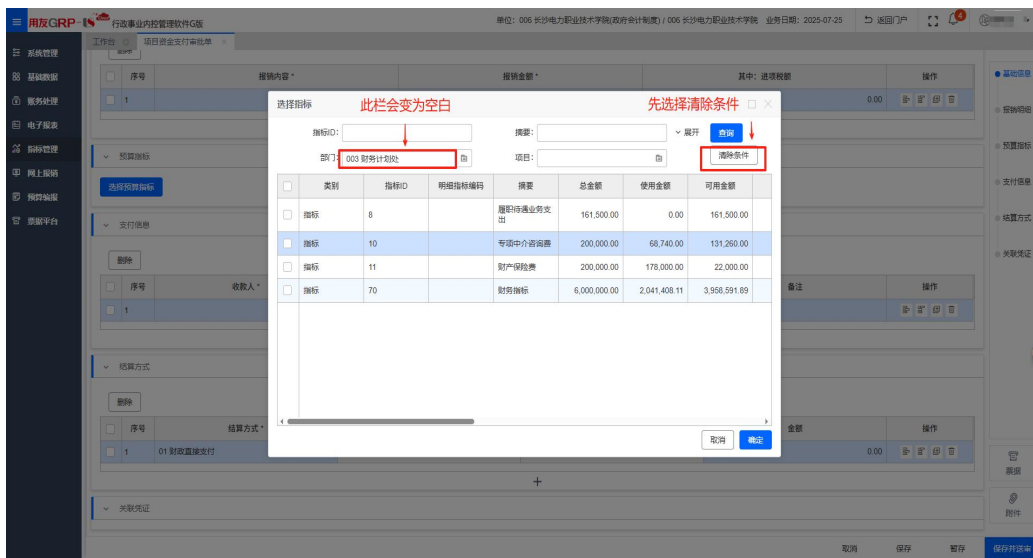 用友GRP-U8 行政事业内控管理软件G版 单位：006 长沙电力职业技术学院(政府会计制度) / 006 长沙电力职业技术学院 业务日期：2025-07-25 返回门户 4
工作台 项目资金支付审批单 ×
系统管理
基础数据
账务处理
电子报表
指标管理
网上报销
预算编报
票据平台
删除
序号 报销内容* 报销金额* 其中：进项税额 操作
1 0.00
预算指标
选择预算指标
支付信息
删除
序号 收款人* 备注 操作
1
结算方式
删除
序号 结算方式* 金额 操作
1 01 财政直接支付 0.00
+
关联凭证
选择指标 此栏会变为空白 先选择清除条件
指标ID： 摘要： 展开 查询
部门： 003 财务计划处 项目： 清除条件
类别 指标ID 明细指标编码 摘要 总金额 使用金额 可用金额
指标 8 履职待遇业务支出 161,500.00 0.00 161,500.00
指标 10 专项中介咨询费 200,000.00 68,740.00 131,260.00
指标 11 财产保险费 200,000.00 178,000.00 22,000.00
指标 70 财务指标 6,000,000.00 2,041,408.11 3,958,591.89
取消 确定
基础信息
报销明细
预算指标
支付信息
结算方式
关联凭证
票据
附件
取消 保存 暂存 保存并送审